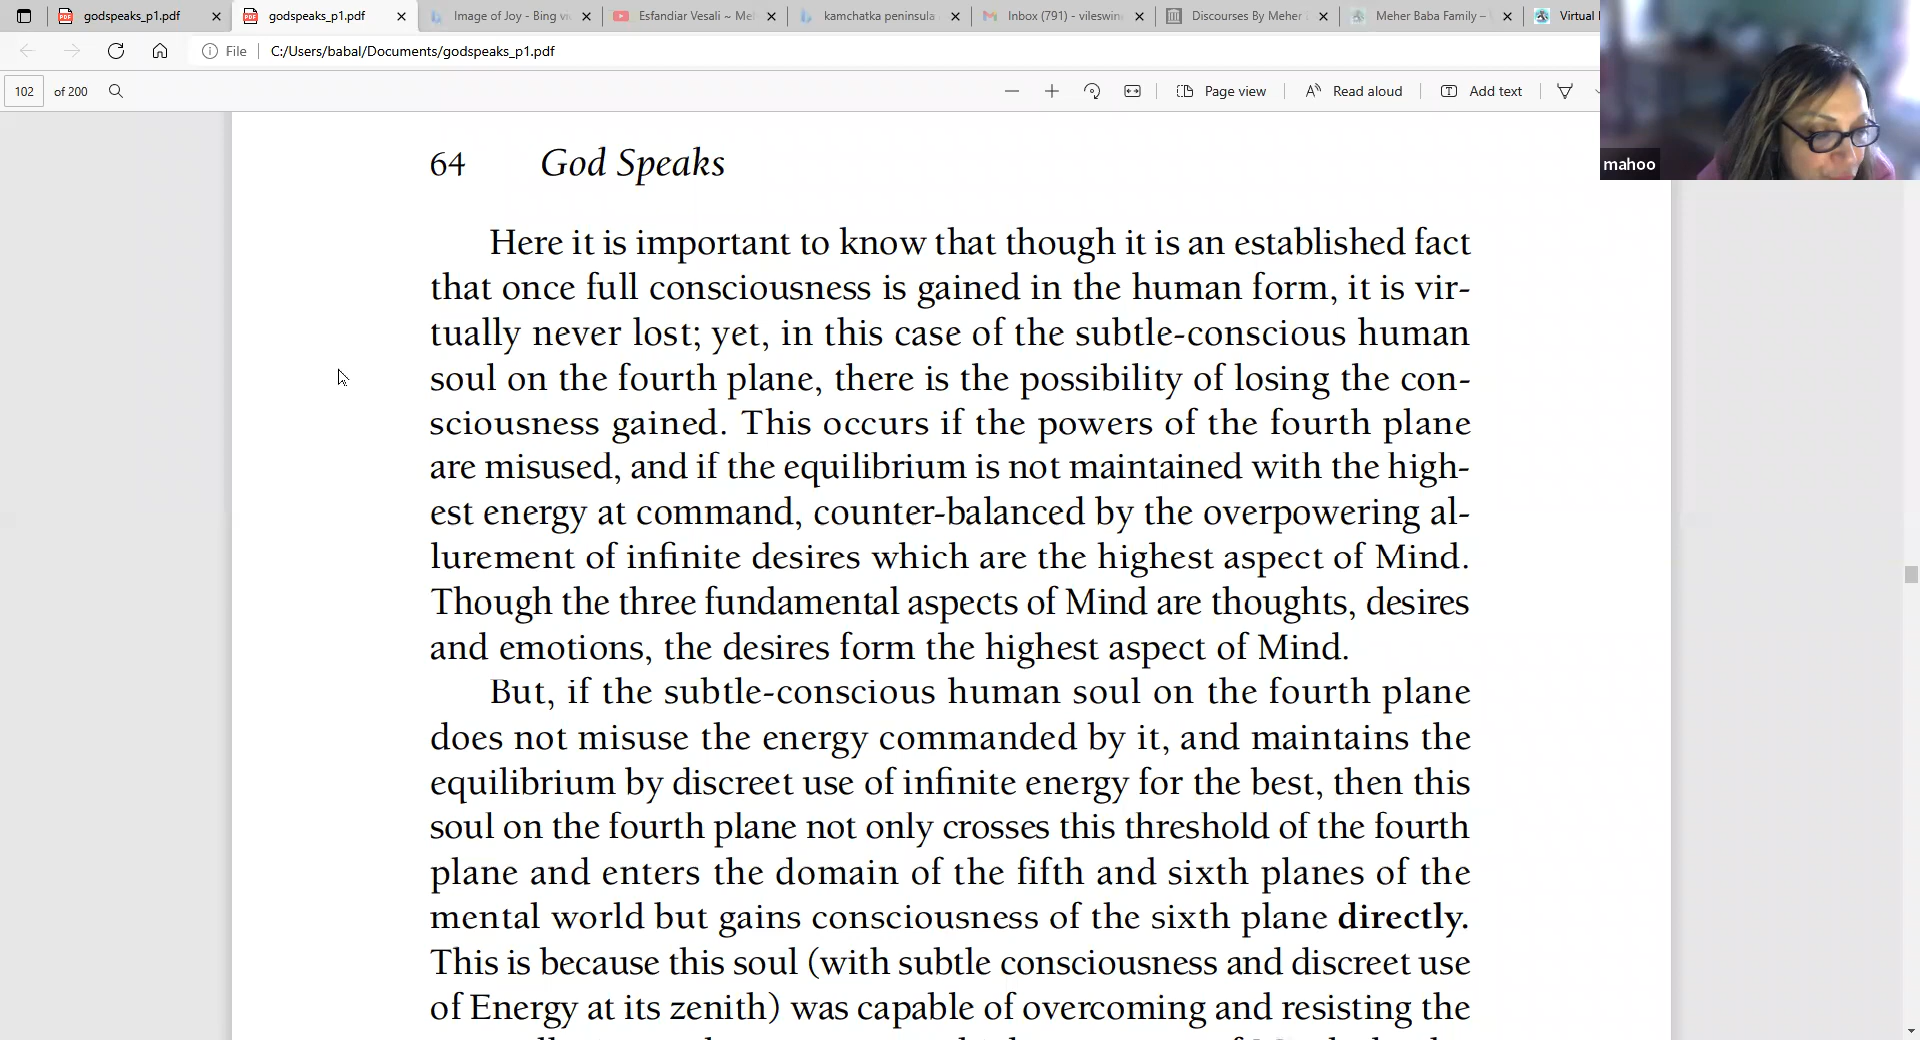 godspeaks_p1.pdf
godspeaks_p1.pdf
Image of Joy - Bing vi
Esfandiar Vesali ~ Me
kamchatka peninsula
Inbox (791) - vileswin
Discourses By Meher
Meher Baba Family –
Virtual
File C:/Users/babal/Documents/godspeaks_p1.pdf
102 of 200
Page view
Read aloud
Add text
mahoo
64 God Speaks
Here it is important to know that though it is an established fact
that once full consciousness is gained in the human form, it is vir-
tually never lost; yet, in this case of the subtle-conscious human
soul on the fourth plane, there is the possibility of losing the con-
sciousness gained. This occurs if the powers of the fourth plane
are misused, and if the equilibrium is not maintained with the high-
est energy at command, counter-balanced by the overpowering al-
lurement of infinite desires which are the highest aspect of Mind.
Though the three fundamental aspects of Mind are thoughts, desires
and emotions, the desires form the highest aspect of Mind.
But, if the subtle-conscious human soul on the fourth plane
does not misuse the energy commanded by it, and maintains the
equilibrium by discreet use of infinite energy for the best, then this
soul on the fourth plane not only crosses this threshold of the fourth
plane and enters the domain of the fifth and sixth planes of the
mental world but gains consciousness of the sixth plane directly.
This is because this soul (with subtle consciousness and discreet use
of Energy at its zenith) was capable of overcoming and resisting the